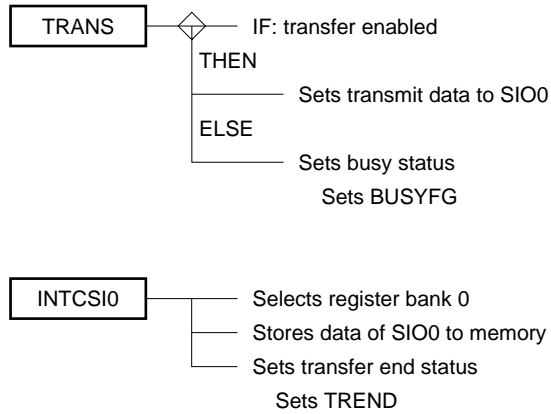 TRANS
IF: transfer enabled
THEN
Sets transmit data to SIO0
ELSE
Sets busy status
Sets BUSYFG
INTCSI0
Selects register bank 0
Stores data of SIO0 to memory
Sets transfer end status
Sets TREND